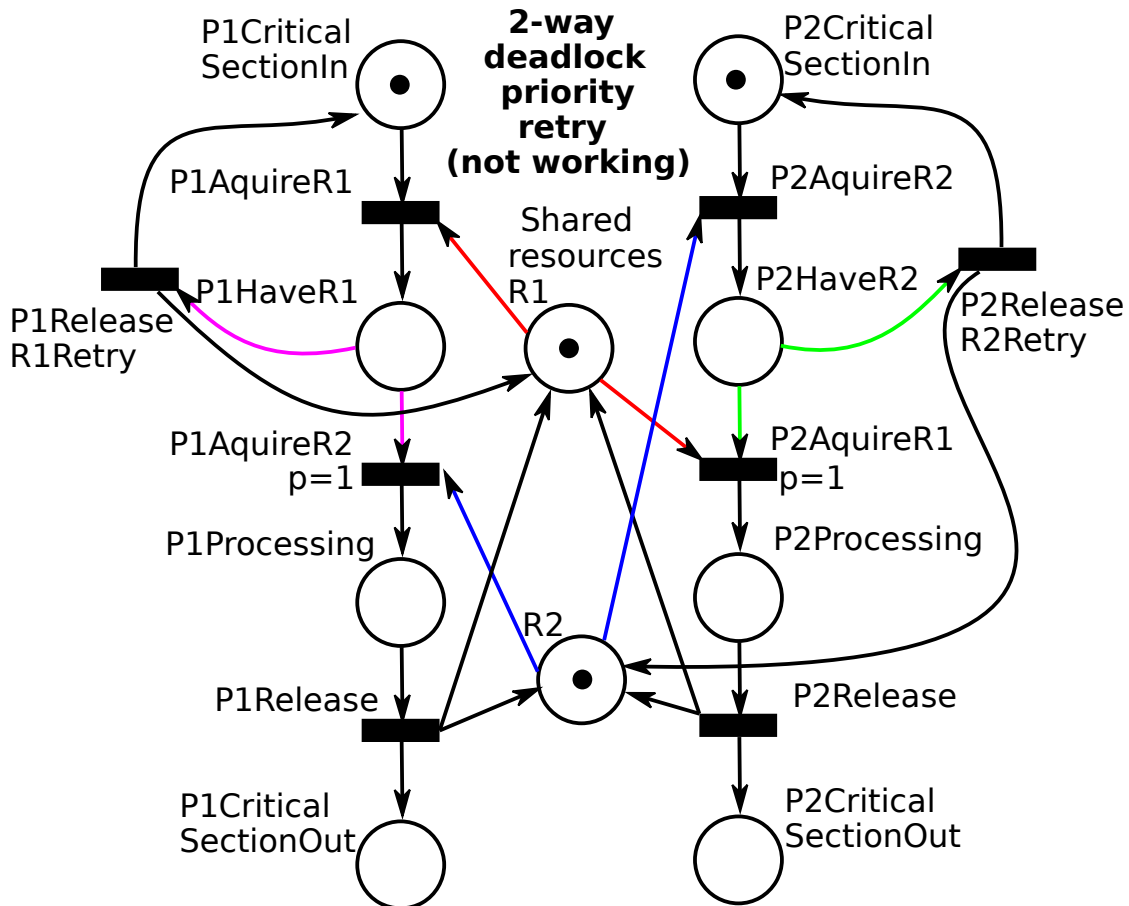 2-way
deadlock
priority
retry
(not working)
P1Critical
SectionIn
P2Critical
SectionIn
P1AquireR1
P2AquireR2
Shared
resources
R1
P1HaveR1
P2HaveR2
P1Release
R1Retry
P2Release
R2Retry
P1AquireR2
p=1
P2AquireR1
p=1
P1Processing
P2Processing
R2
P1Release
P2Release
P1Critical
SectionOut
P2Critical
SectionOut